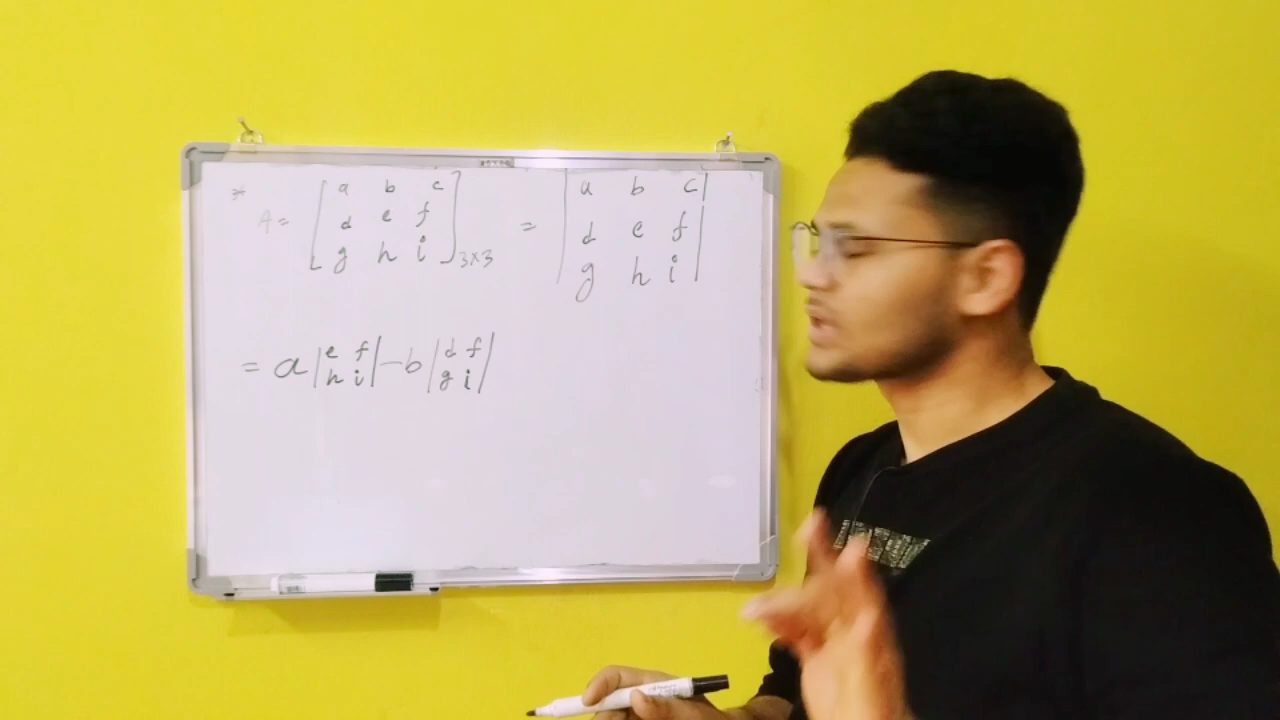 * A = [ a b c = | a b c |
d e f d e f
g h i ]3×3 g h i
= a | e f - b | d f |
h i | g i